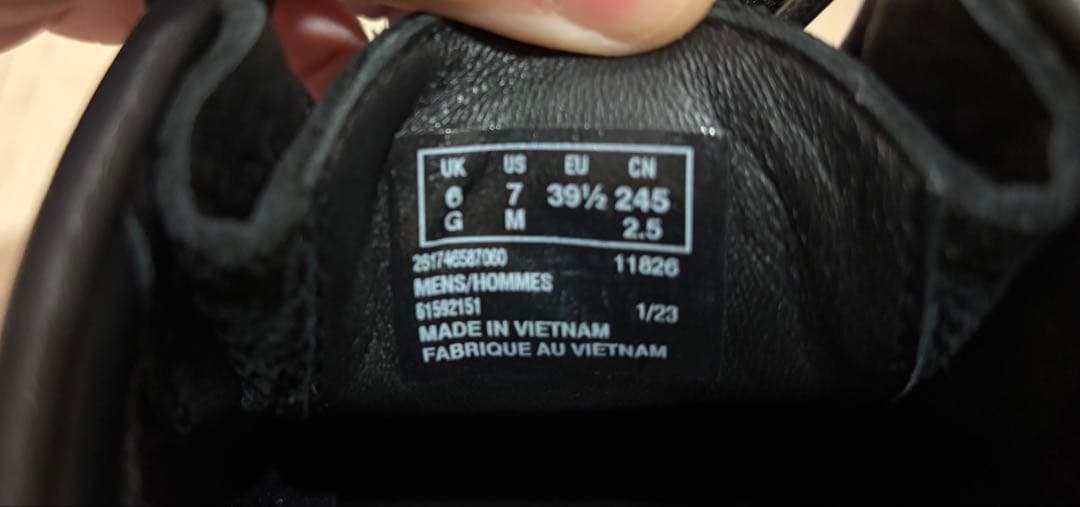 UK US EU CN
6 7 39½ 245
G M 2.5
261746587060 11626
MENS/HOMMES
61592151 1/23
MADE IN VIETNAM
FABRIQUE AU VIETNAM